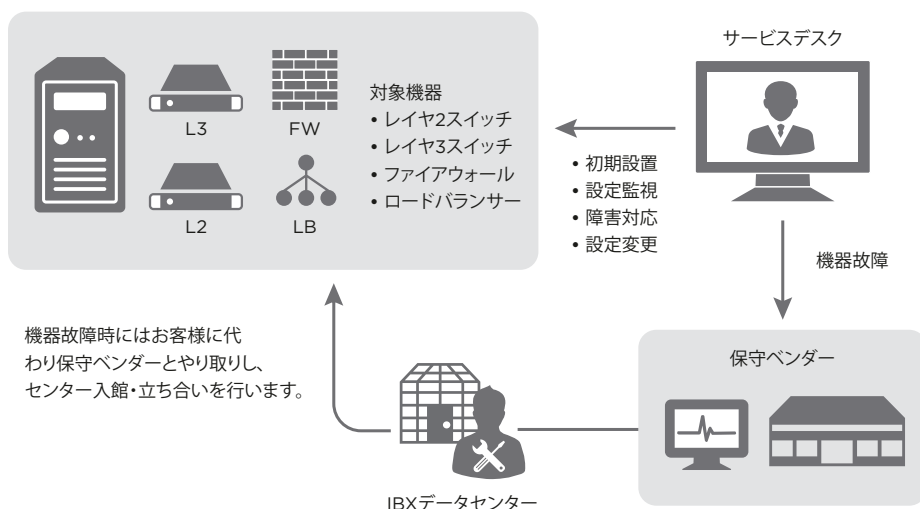 サービスデスク
L3
FW
L2
LB
対象機器
• レイヤ2スイッチ
• レイヤ3スイッチ
• ファイアウォール
• ロードバランサー
• 初期設置
• 設定監視
• 障害対応
• 設定変更
機器故障
機器故障時にはお客様に代
わり保守ベンダーとやり取りし、
センター入館・立ち合いを行います。
保守ベンダー
IBXデータセンター